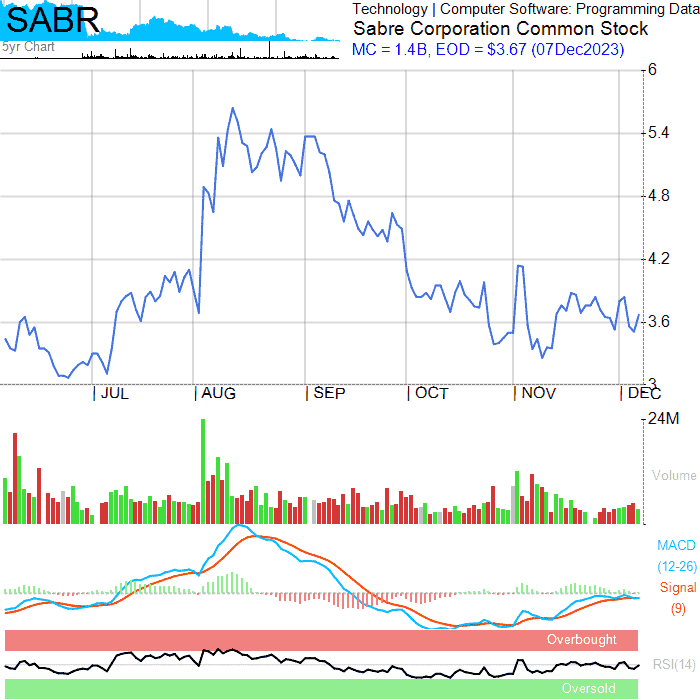 SABR
5yr Chart
Technology | Computer Software: Programming Data
Sabre Corporation Common Stock
MC = 1.4B, EOD = $3.67 (07Dec2023)
6
5.4
4.8
4.2
3.6
3
JUL AUG SEP OCT NOV DEC
24M
Volume
MACD
(12-26)
Signal
(9)
Overbought
RSI(14)
Oversold